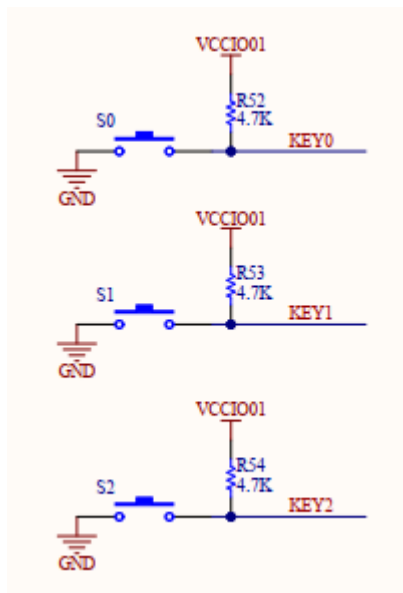 VCCIO01
R52
4.7K
S0
KEY0
GND
VCCIO01
R53
4.7K
S1
KEY1
GND
VCCIO01
R54
4.7K
S2
KEY2
GND